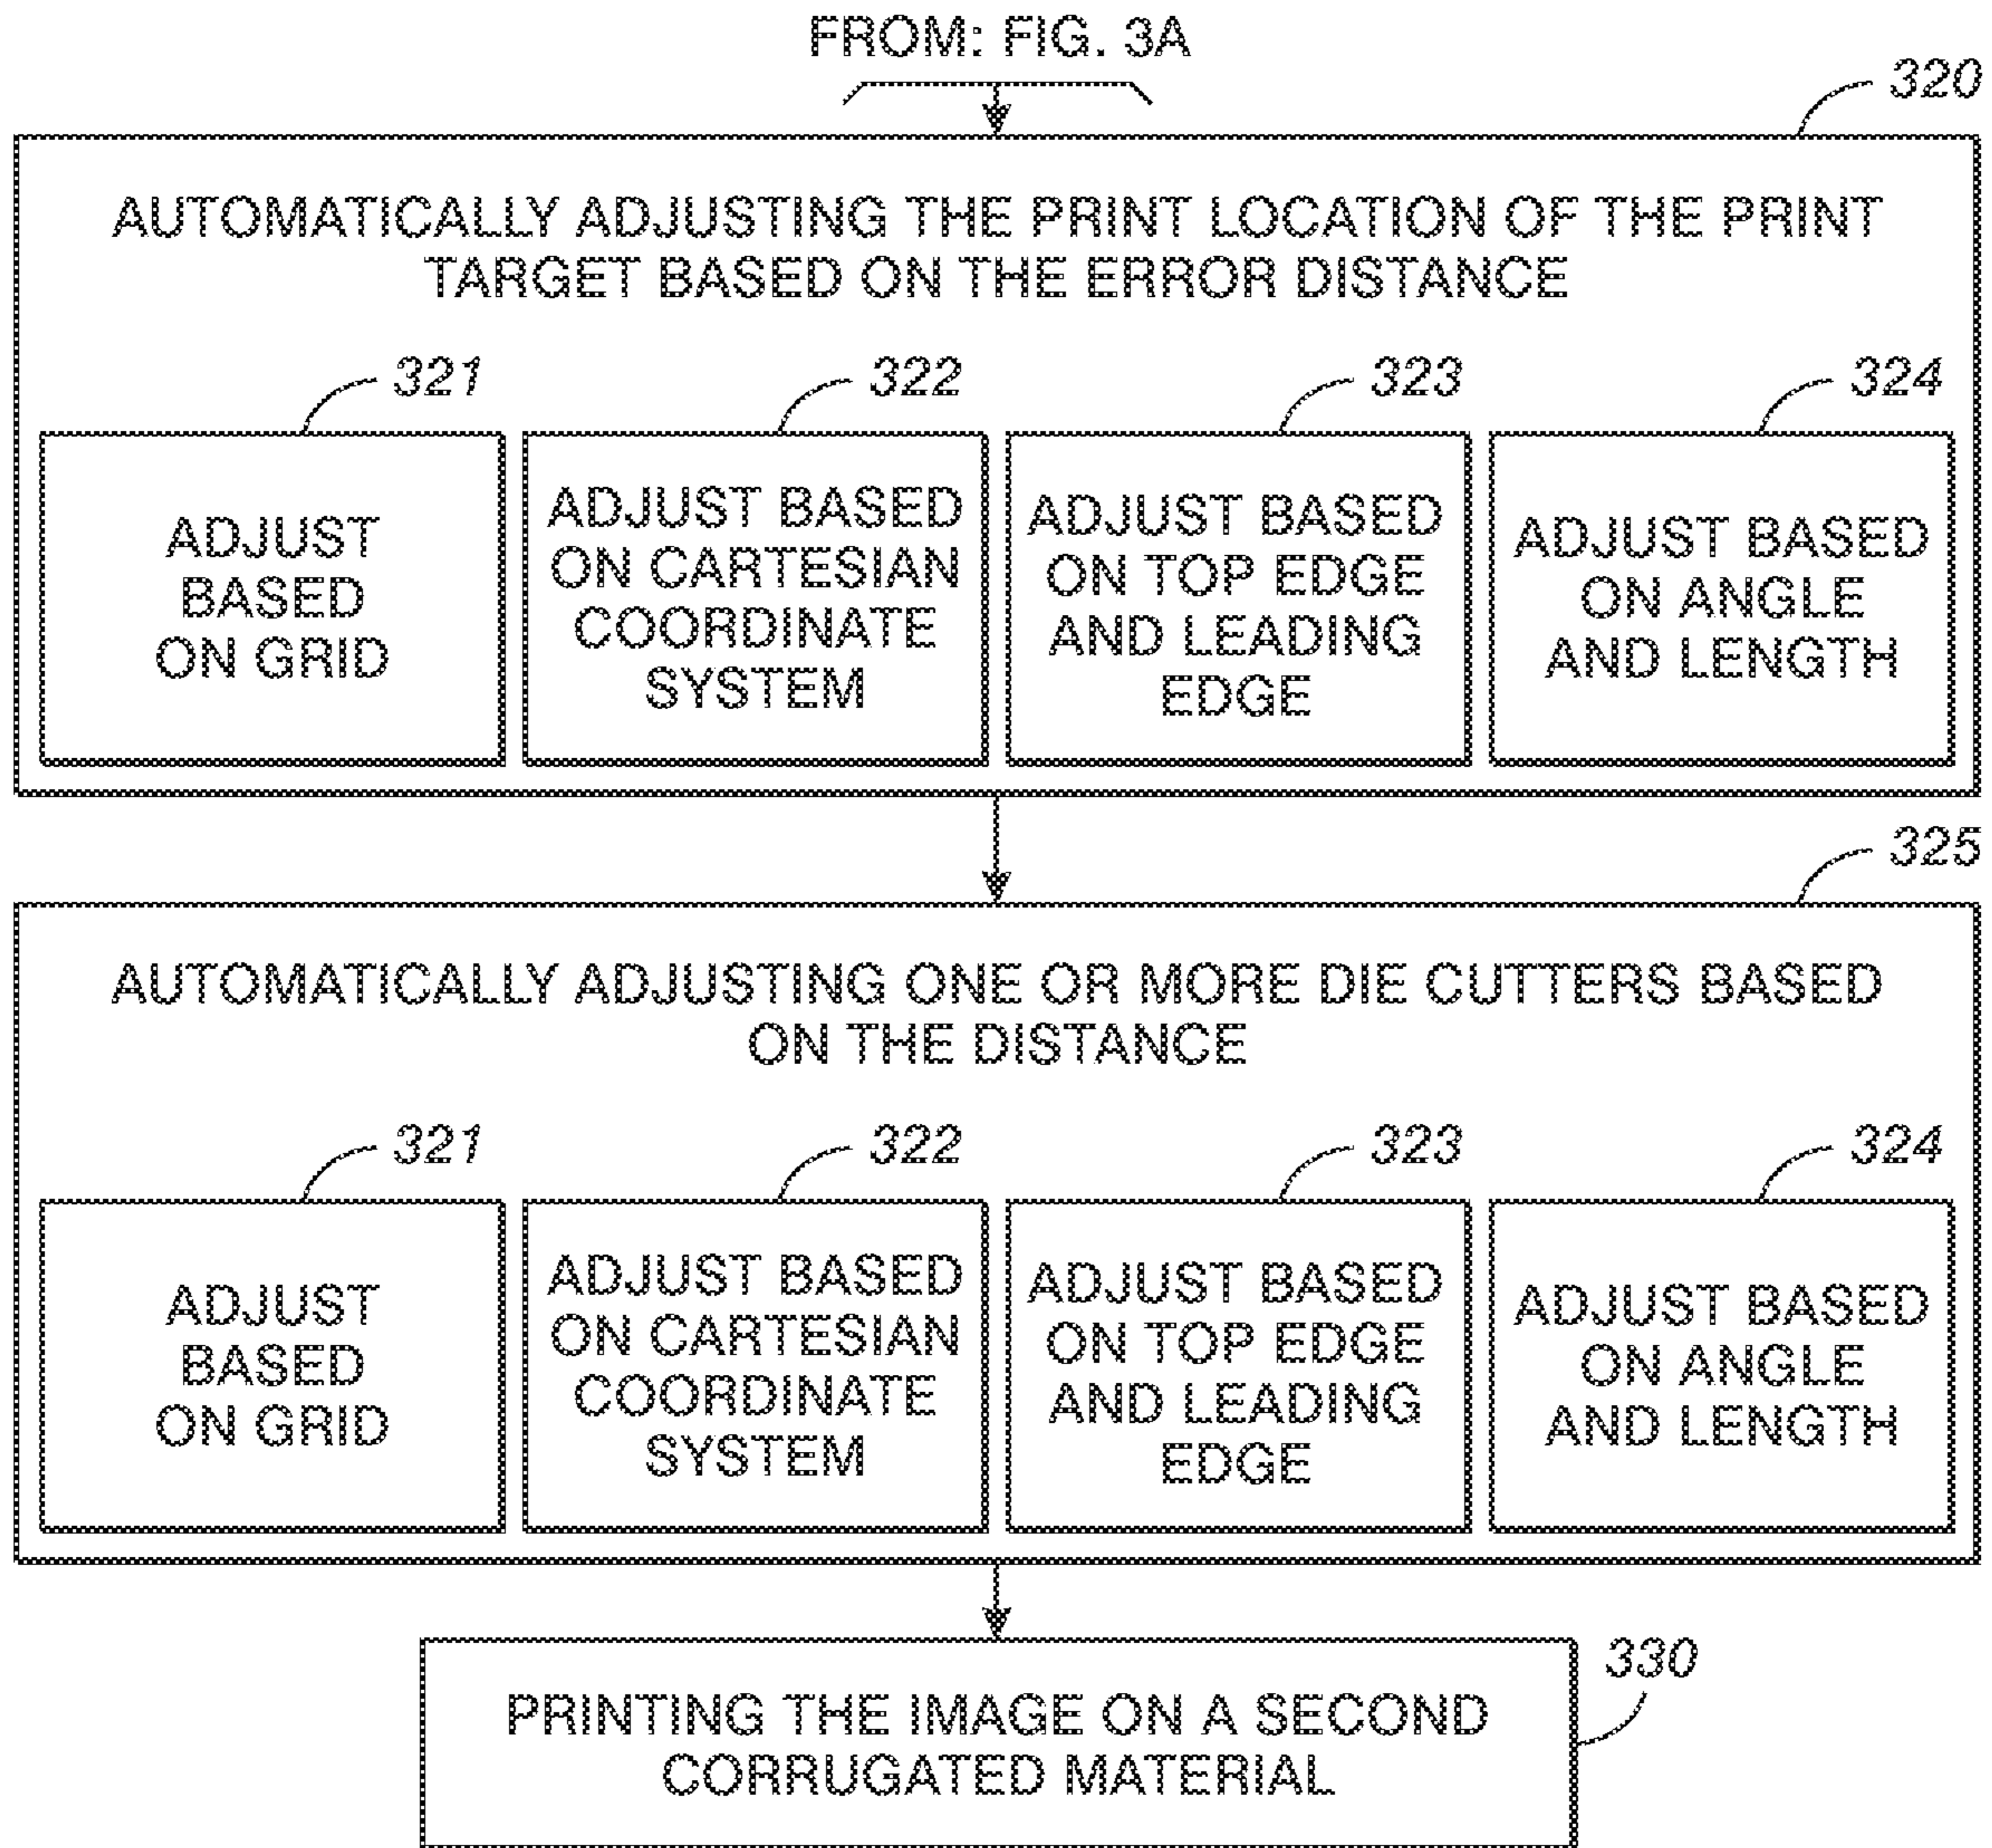 FROM: FIG. 3A
320
AUTOMATICALLY ADJUSTING THE PRINT LOCATION OF THE PRINT
TARGET BASED ON THE ERROR DISTANCE
321
ADJUST
BASED
ON GRID
322
ADJUST BASED
ON CARTESIAN
COORDINATE
SYSTEM
323
ADJUST BASED
ON TOP EDGE
AND LEADING
EDGE
324
ADJUST BASED
ON ANGLE
AND LENGTH
325
AUTOMATICALLY ADJUSTING ONE OR MORE DIE CUTTERS BASED
ON THE DISTANCE
321
ADJUST
BASED
ON GRID
322
ADJUST BASED
ON CARTESIAN
COORDINATE
SYSTEM
323
ADJUST BASED
ON TOP EDGE
AND LEADING
EDGE
324
ADJUST BASED
ON ANGLE
AND LENGTH
330
PRINTING THE IMAGE ON A SECOND
CORRUGATED MATERIAL